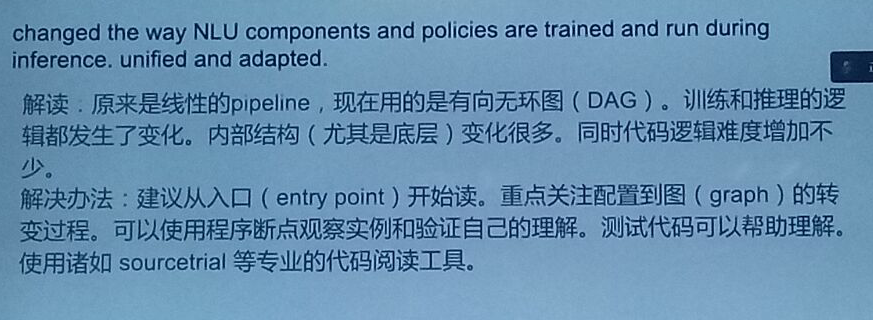 changed the way NLU components and policies are trained and run during
inference. unified and adapted.
解读：原来是线性的pipeline，现在用的是有向无环图（DAG）。训练和推理的逻
辑都发生了变化。内部结构（尤其是底层）变化很多。同时代码逻辑难度增加不
少。
解决办法：建议从入口（entry point）开始读。重点关注配置到图（graph）的转
变过程。可以使用程序断点观察实例和验证自己的理解。测试代码可以帮助理解。
使用诸如 sourcetrial 等专业的代码阅读工具。